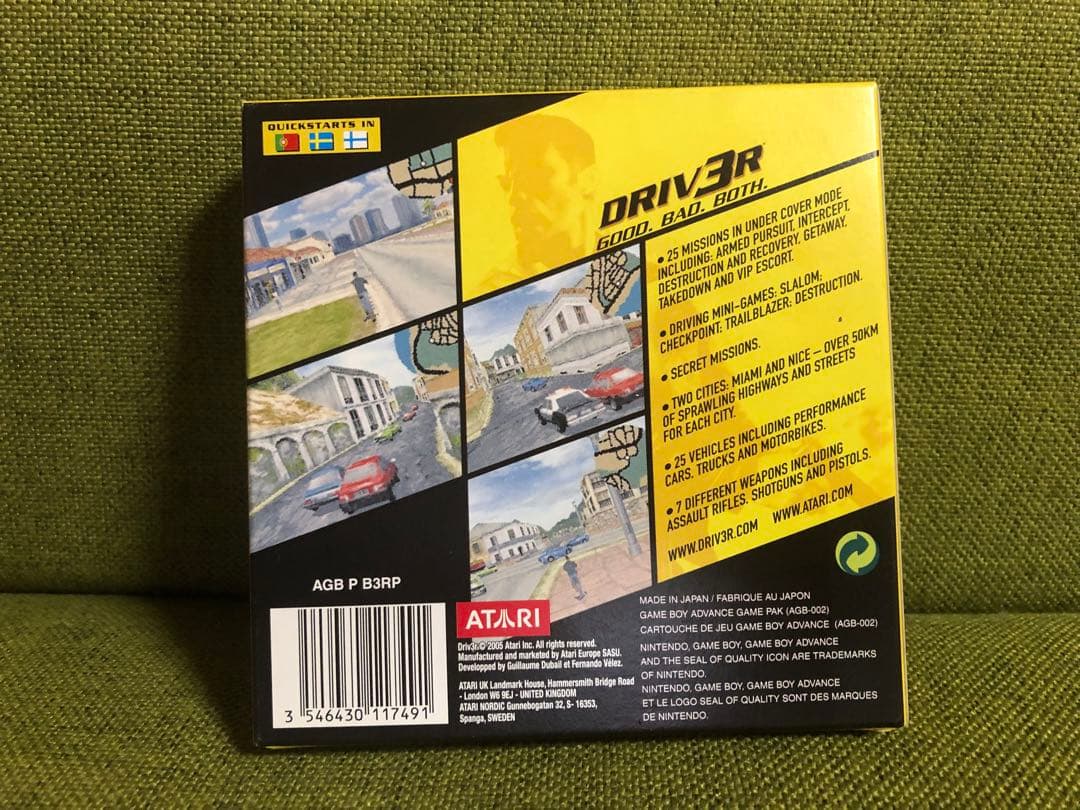 QUICKSTARTS IN
DRIV3R
GOOD. BAD. BOTH.
• 25 MISSIONS IN UNDER COVER MODE
INCLUDING: ARMED PURSUIT, INTERCEPT,
DESTRUCTION AND RECOVERY, GETAWAY,
TAKEDOWN AND VIP ESCORT.
• DRIVING MINI-GAMES: SLALOM;
CHECKPOINT; TRAILBLAZER; DESTRUCTION.
• SECRET MISSIONS.
• TWO CITIES: MIAMI AND NICE – OVER 50KM
OF SPRAWLING HIGHWAYS AND STREETS
FOR EACH CITY.
• 25 VEHICLES INCLUDING PERFORMANCE
CARS, TRUCKS AND MOTORBIKES.
• 7 DIFFERENT WEAPONS INCLUDING
ASSAULT RIFLES, SHOTGUNS AND PISTOLS.
WWW.DRIV3R.COM WWW.ATARI.COM
AGB P B3RP
3 546430 117491
ATARI
Driv3r.© 2005 Atari Inc. All rights reserved.
Manufactured and marketed by Atari Europe SASU.
Developped by Guillaume Dubail et Fernando Vélez.
ATARI UK Landmark House, Hammersmith Bridge Road
- London W6 9EJ - UNITED KINGDOM
ATARI NORDIC Gunnebogatan 32, S- 16353,
Spanga, SWEDEN
MADE IN JAPAN / FABRIQUE AU JAPON
GAME BOY ADVANCE GAME PAK (AGB-002)
CARTOUCHE DE JEU GAME BOY ADVANCE (AGB-002)
NINTENDO, GAME BOY, GAME BOY ADVANCE
AND THE SEAL OF QUALITY ICON ARE TRADEMARKS
OF NINTENDO.
NINTENDO, GAME BOY, GAME BOY ADVANCE
ET LE LOGO SEAL OF QUALITY SONT DES MARQUES
DE NINTENDO.